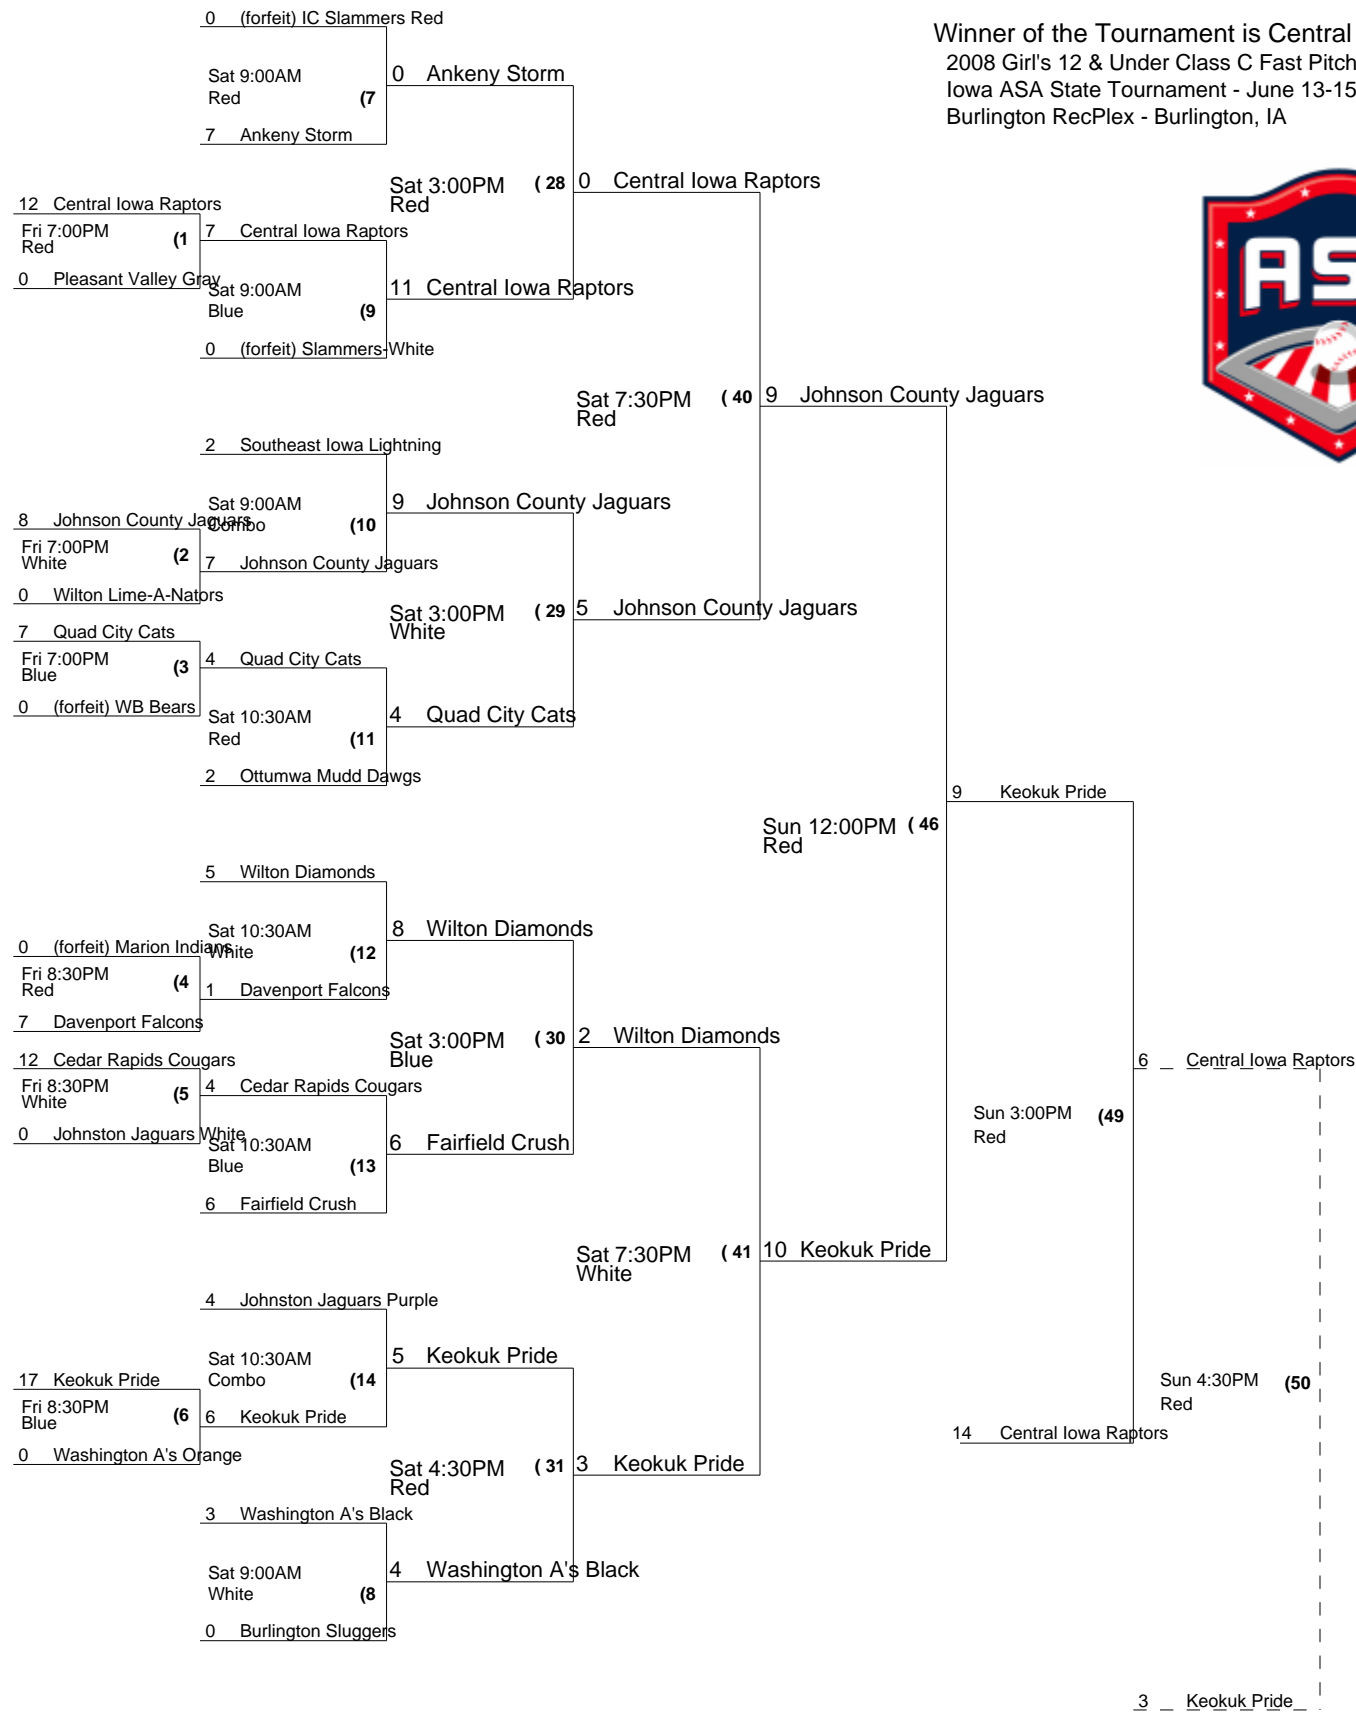 0 (forfeit) IC Slammers Red
Winner of the Tournament is Central
2008 Girl's 12 & Under Class C Fast Pitch
Iowa ASA State Tournament - June 13-15
Burlington RecPlex - Burlington, IA
Sat 9:00AM
Red (7
0 Ankeny Storm
7 Ankeny Storm
Sat 3:00PM ( 28
Red
0 Central Iowa Raptors
12 Central Iowa Raptors
Fri 7:00PM
Red (1
7 Central Iowa Raptors
0 Pleasant Valley Gray
Sat 9:00AM
Blue (9
11 Central Iowa Raptors
0 (forfeit) Slammers-White
Sat 7:30PM ( 40
Red
9 Johnson County Jaguars
2 Southeast Iowa Lightning
Sat 9:00AM
Combo (10
9 Johnson County Jaguars
8 Johnson County Jaguars
Fri 7:00PM
White (2
7 Johnson County Jaguars
0 Wilton Lime-A-Nators
Sat 3:00PM ( 29
White
5 Johnson County Jaguars
7 Quad City Cats
Fri 7:00PM
Blue (3
4 Quad City Cats
0 (forfeit) WB Bears
Sat 10:30AM
Red (11
4 Quad City Cats
2 Ottumwa Mudd Dawgs
9 Keokuk Pride
Sun 12:00PM ( 46
Red
5 Wilton Diamonds
Sat 10:30AM
White (12
8 Wilton Diamonds
0 (forfeit) Marion Indians
Fri 8:30PM
Red (4
1 Davenport Falcons
7 Davenport Falcons
Sat 3:00PM ( 30
Blue
2 Wilton Diamonds
12 Cedar Rapids Cougars
Fri 8:30PM
White (5
4 Cedar Rapids Cougars
0 Johnston Jaguars White
Sat 10:30AM
Blue (13
6 Fairfield Crush
6 Fairfield Crush
6 Central Iowa Raptors
Sun 3:00PM (49
Red
Sat 7:30PM ( 41
White
10 Keokuk Pride
4 Johnston Jaguars Purple
Sat 10:30AM
Combo (14
5 Keokuk Pride
17 Keokuk Pride
Fri 8:30PM
Blue (6
6 Keokuk Pride
0 Washington A's Orange
Sun 4:30PM (50
Red
14 Central Iowa Raptors
Sat 4:30PM ( 31
Red
3 Keokuk Pride
3 Washington A's Black
Sat 9:00AM
White (8
4 Washington A's Black
0 Burlington Sluggers
3 Keokuk Pride